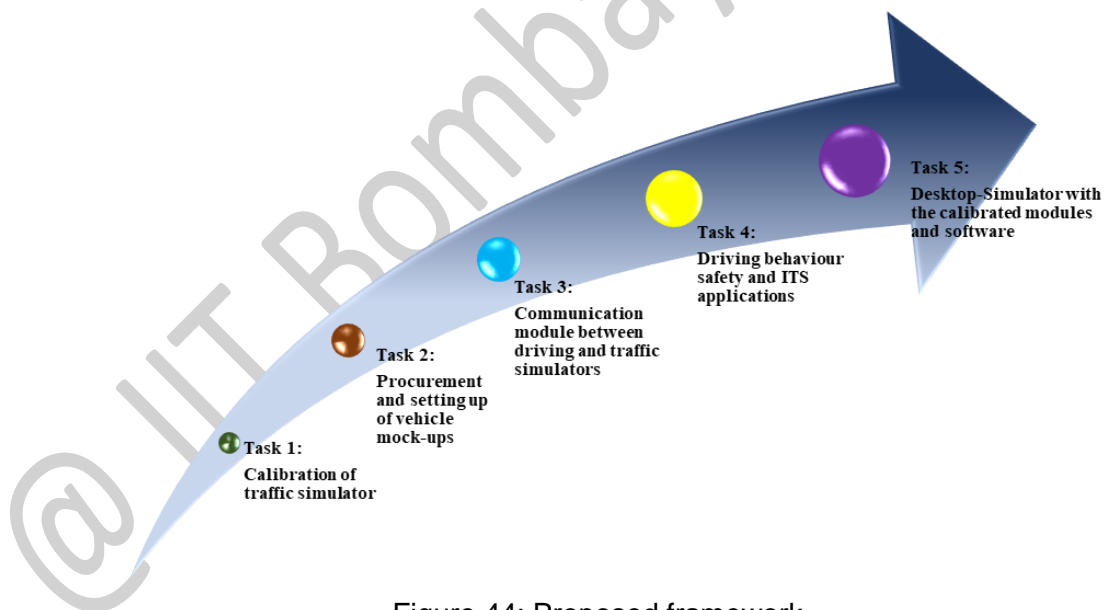 @ IIT Bombay
Task 1:
Calibration of
traffic simulator
Task 2:
Procurement
and setting up
of vehicle
mock-ups
Task 3:
Communication
module between
driving and traffic
simulators
Task 4:
Driving behaviour
safety and ITS
applications
Task 5:
Desktop-Simulator with
the calibrated modules
and software
Figure 44: Proposed framework